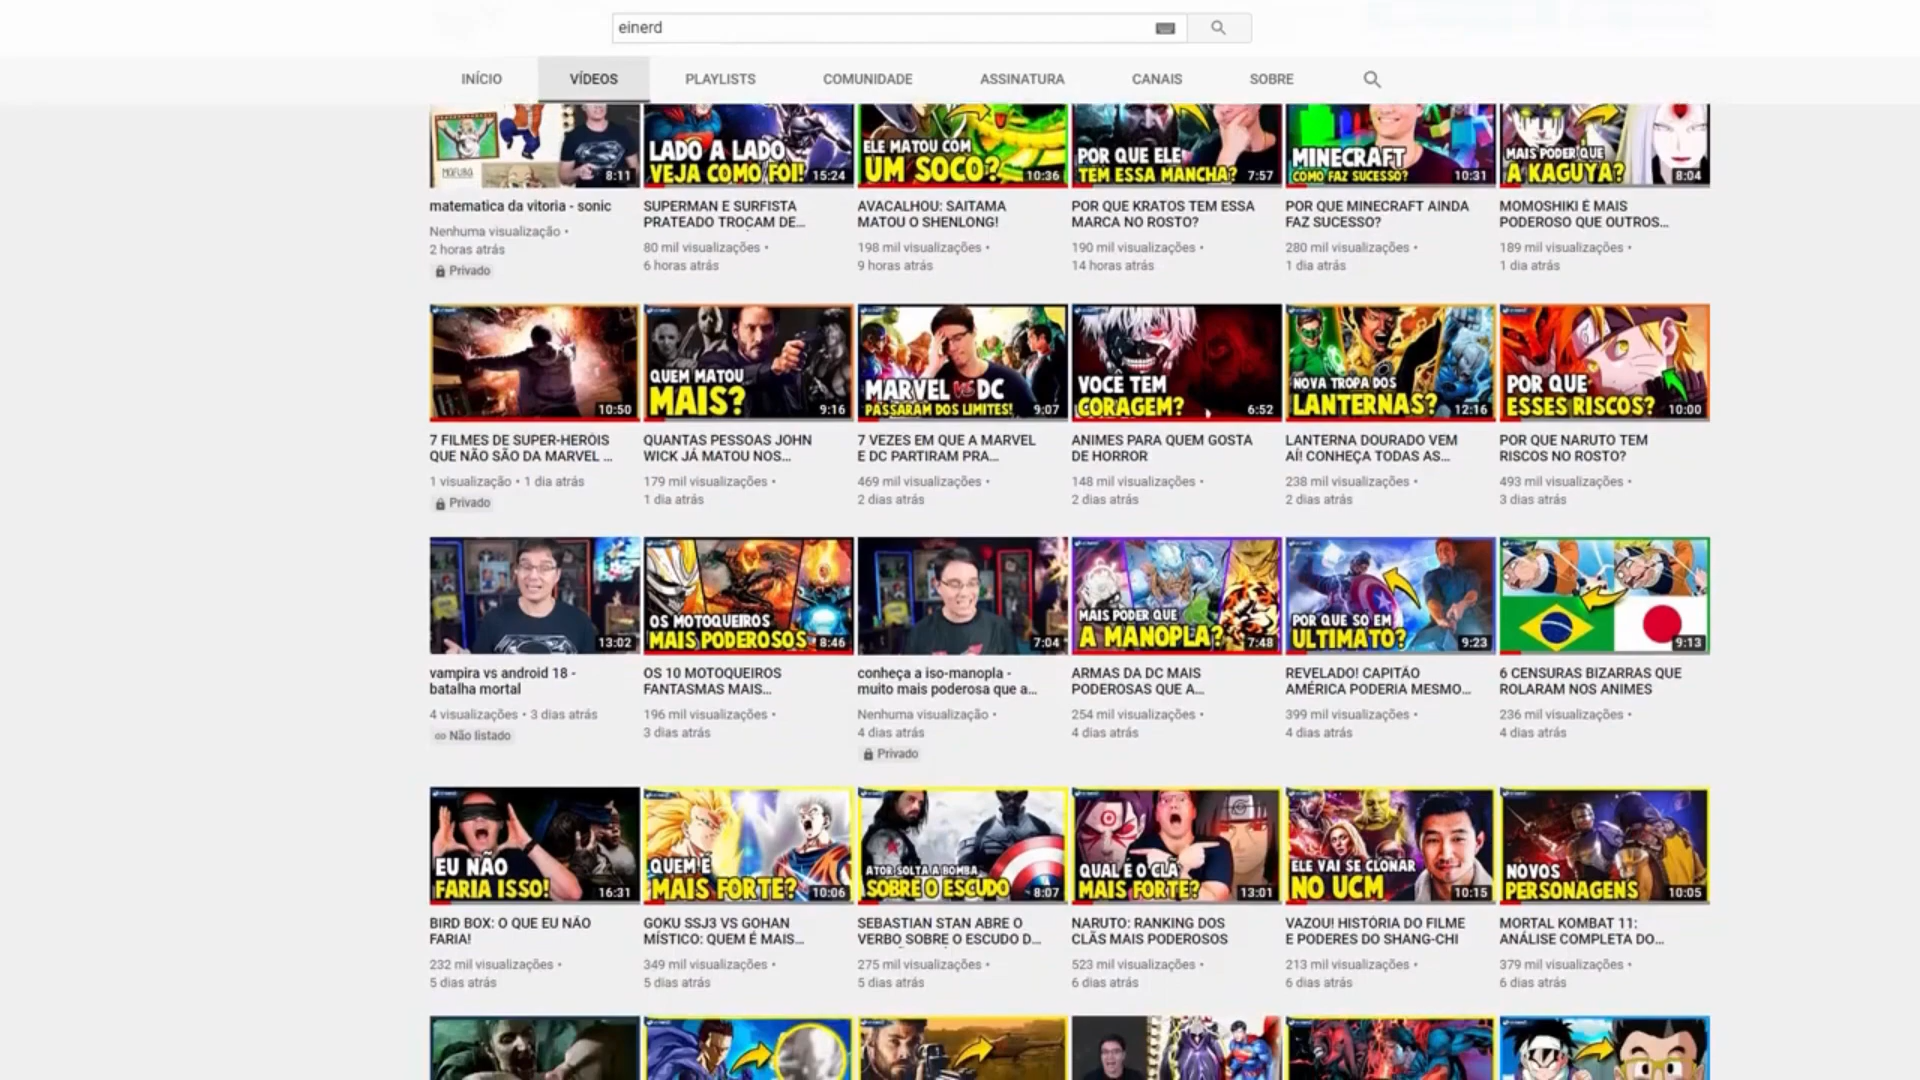 einerd
INÍCIO
VÍDEOS
PLAYLISTS
COMUNIDADE
ASSINATURA
CANAIS
SOBRE
MOFUBA
8:11
LADO A LADO
VEJA COMO FOI!
15:24
ELE MATOU COM
UM SOCO?
10:36
POR QUE ELE
TEM ESSA MANCHA?
7:57
MINECRAFT
COMO FAZ SUCESSO?
10:31
MAIS PODER QUE
A KAGUYA?
8:04
matematica da vitoria - sonic
Nenhuma visualização •
2 horas atrás
Privado
SUPERMAN E SURFISTA
PRATEADO TROCAM DE...
80 mil visualizações •
6 horas atrás
AVACALHOU: SAITAMA
MATOU O SHENLONG!
198 mil visualizações •
9 horas atrás
POR QUE KRATOS TEM ESSA
MARCA NO ROSTO?
190 mil visualizações •
14 horas atrás
POR QUE MINECRAFT AINDA
FAZ SUCESSO?
280 mil visualizações •
1 dia atrás
MOMOSHIKI É MAIS
PODEROSO QUE OUTROS...
189 mil visualizações •
1 dia atrás
10:50
QUEM MATOU
MAIS?
9:16
MARVEL VS DC
PASSARAM DOS LIMITES!
9:07
VOCÊ TEM
CORAGEM?
6:52
NOVA TROPA DOS
LANTERNAS?
12:16
POR QUE
ESSES RISCOS?
10:00
7 FILMES DE SUPER-HERÓIS
QUE NÃO SÃO DA MARVEL ...
1 visualização • 1 dia atrás
Privado
QUANTAS PESSOAS JOHN
WICK JÁ MATOU NOS...
179 mil visualizações •
1 dia atrás
7 VEZES EM QUE A MARVEL
E DC PARTIRAM PRA...
469 mil visualizações •
2 dias atrás
ANIMES PARA QUEM GOSTA
DE HORROR
148 mil visualizações •
2 dias atrás
LANTERNA DOURADO VEM
AÍ! CONHEÇA TODAS AS...
238 mil visualizações •
2 dias atrás
POR QUE NARUTO TEM
RISCOS NO ROSTO?
493 mil visualizações •
3 dias atrás
13:02
OS MOTOQUEIROS
MAIS PODEROSOS
8:46
7:04
MAIS PODER QUE
A MANOPLA?
7:48
POR QUE SÓ EM
ULTIMATO?
9:23
9:13
vampira vs android 18 -
batalha mortal
4 visualizações • 3 dias atrás
Não listado
OS 10 MOTOQUEIROS
FANTASMAS MAIS...
196 mil visualizações •
3 dias atrás
conheça a iso-manopla -
muito mais poderosa que a...
Nenhuma visualização •
4 dias atrás
Privado
ARMAS DA DC MAIS
PODEROSAS QUE A...
254 mil visualizações •
4 dias atrás
REVELADO! CAPITÃO
AMÉRICA PODERIA MESMO...
399 mil visualizações •
4 dias atrás
6 CENSURAS BIZARRAS QUE
ROLARAM NOS ANIMES
236 mil visualizações •
4 dias atrás
EU NÃO
FARIA ISSO!
16:31
QUEM É
MAIS FORTE?
10:06
ATOR SOLTA A BOMBA
SOBRE O ESCUDO
8:07
QUAL É O CLÃ
MAIS FORTE?
13:01
ELE VAI SE CLONAR
NO UCM
10:15
NOVOS
PERSONAGENS
10:05
BIRD BOX: O QUE EU NÃO
FARIA!
232 mil visualizações •
5 dias atrás
GOKU SSJ3 VS GOHAN
MÍSTICO: QUEM É MAIS...
349 mil visualizações •
5 dias atrás
SEBASTIAN STAN ABRE O
VERBO SOBRE O ESCUDO D...
275 mil visualizações •
5 dias atrás
NARUTO: RANKING DOS
CLÃS MAIS PODEROSOS
523 mil visualizações •
6 dias atrás
VAZOU! HISTÓRIA DO FILME
E PODERES DO SHANG-CHI
213 mil visualizações •
6 dias atrás
MORTAL KOMBAT 11:
ANÁLISE COMPLETA DO...
379 mil visualizações •
6 dias atrás